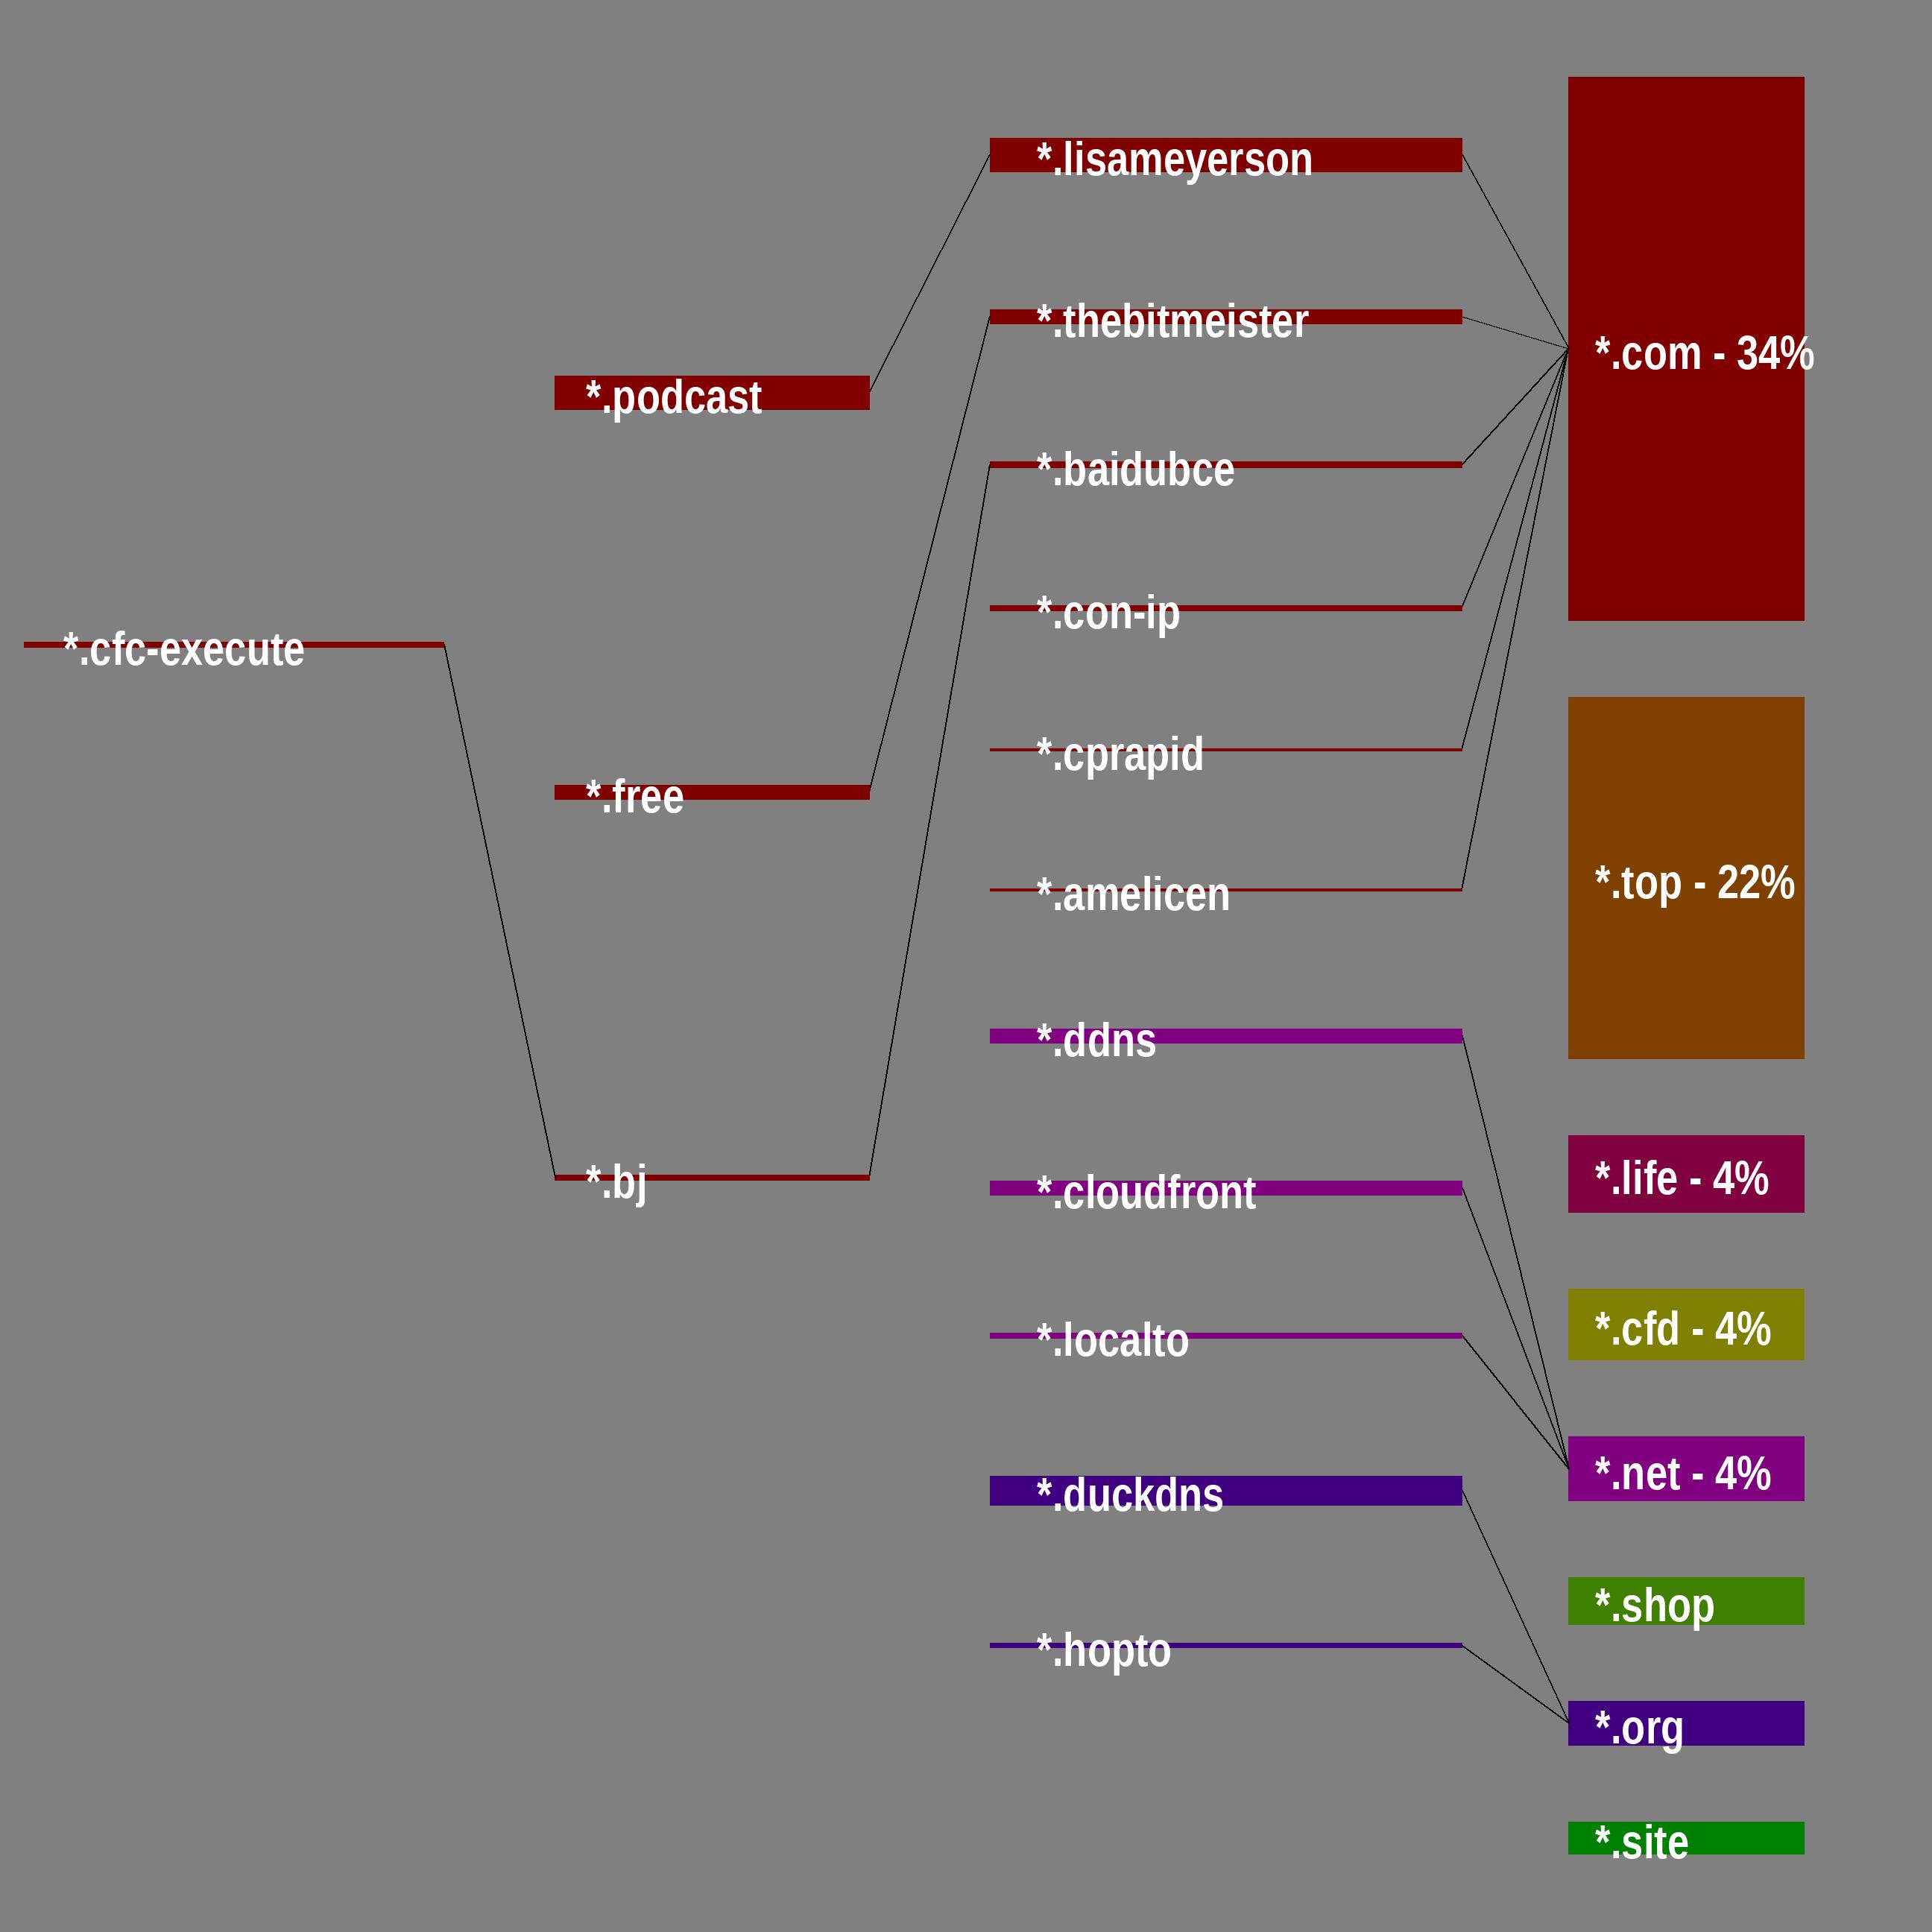 *.lisameyerson
*.com - 34%
*.thebitmeister
*.podcast
*.baidubce
*.con-ip
*.cfc-execute
*.cprapid
*.free
*.top - 22%
*.amelicen
*.ddns
*.life - 4%
*.bj
*.cloudfront
*.cfd - 4%
*.localto
*.net - 4%
*.duckdns
*.shop
*.hopto
*.org
*.site